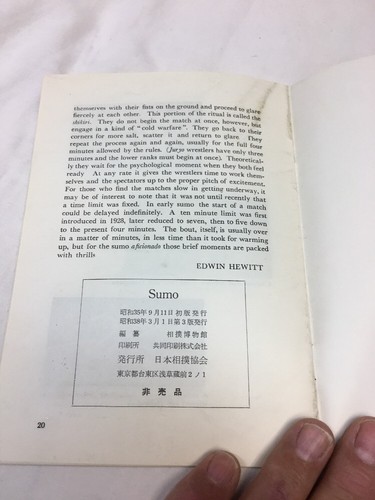 themselves with their fists on the ground and proceed to glare
fiercely at each other. This portion of the ritual is called the
shikiri. They do not begin the match at once, however, but
engage in a kind of "cold warfare". They go back to their
corners for more salt, scatter it and return to glare. They
repeat the process again and again, usually for the full four
minutes allowed by the rules. (Juryo wrestlers have only three
minutes and the lower ranks must begin at once). Theoretical-
ly they wait for the psychological moment when they both feel
ready. At any rate it gives the wrestlers time to work them-
selves and the spectators up to the proper pitch of excitement.
For those who find the matches slow in getting underway, it
may be of interest to note that it was not until recently that
a time limit was fixed. In early sumo the start of a match
could be delayed indefinitely. A ten minute limit was first
introduced in 1928, later reduced to seven, then to five down
to the present four minutes. The bout, itself, is usually over
in a matter of minutes, in less time than it took for warming
up, but for the sumo aficionads those brief moments are packed
with thrills
EDWIN HEWITT
Sumo
昭和35年9月11日初版発行
昭和38年3月1日第3版発行
編纂 相撲博物館
印刷所 共同印刷株式会社
発行所 日本相撲協会
東京都台東区浅草蔵前2ノ1
非売品
20